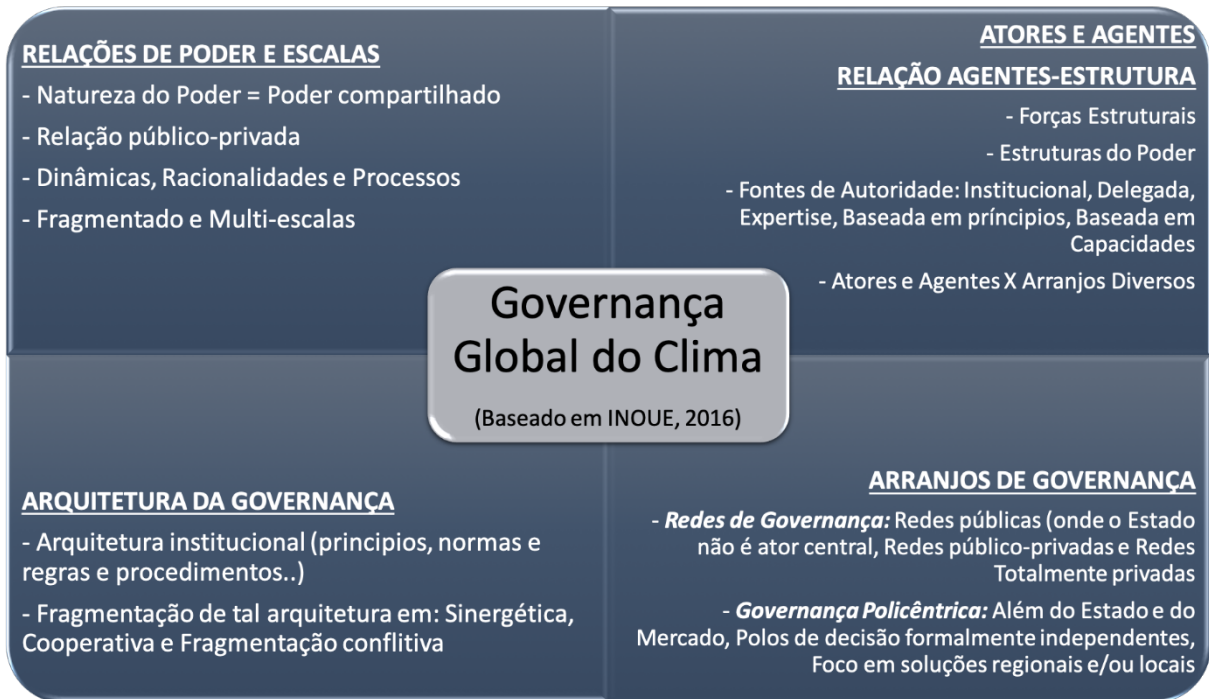 RELAÇÕES DE PODER E ESCALAS
- Natureza do Poder = Poder compartilhado
- Relação público-privada
- Dinâmicas, Racionalidades e Processos
- Fragmentado e Multi-escalas
ATORES E AGENTES
RELAÇÃO AGENTES-ESTRUTURA
- Forças Estruturais
- Estruturas do Poder
- Fontes de Autoridade: Institucional, Delegada,
Expertise, Baseada em príncipios, Baseada em
Capacidades
- Atores e Agentes X Arranjos Diversos
Governança
Global do Clima
(Baseado em INOUE, 2016)
ARQUITETURA DA GOVERNANÇA
- Arquitetura institucional (principios, normas e
regras e procedimentos..)
- Fragmentação de tal arquitetura em: Sinergética,
Cooperativa e Fragmentação conflitiva
ARRANJOS DE GOVERNANÇA
- Redes de Governança: Redes públicas (onde o Estado
não é ator central, Redes público-privadas e Redes
Totalmente privadas
- Governança Policêntrica: Além do Estado e do
Mercado, Polos de decisão formalmente independentes,
Foco em soluções regionais e/ou locais